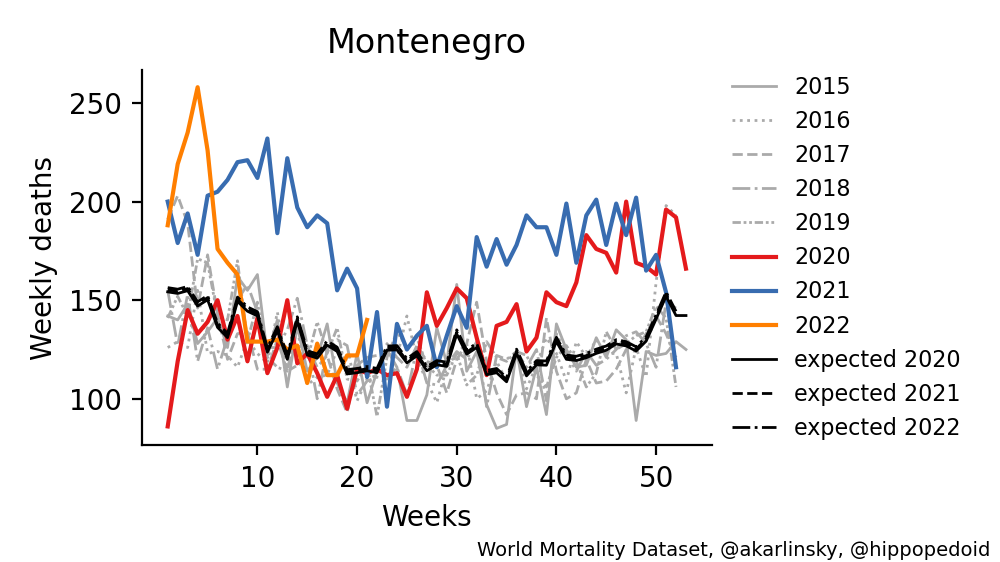 Montenegro
Weekly deaths
250
200
150
100
10 20 30 40 50
Weeks
2015
2016
2017
2018
2019
2020
2021
2022
expected 2020
expected 2021
expected 2022
World Mortality Dataset, @akarlinsky, @hippopedoid